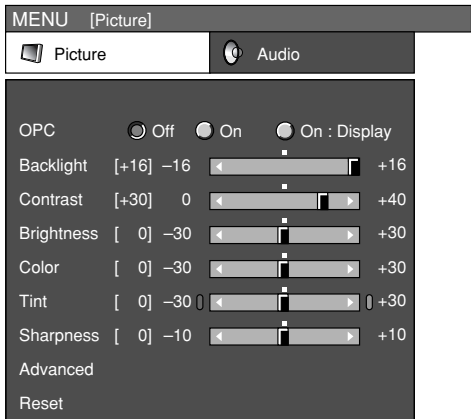 MENU [Picture]
Picture Audio
OPC Off On On : Display
Backlight [+16] –16 +16
Contrast [+30] 0 +40
Brightness [ 0] –30 +30
Color [ 0] –30 +30
Tint [ 0] –30 +30
Sharpness [ 0] –10 +10
Advanced
Reset